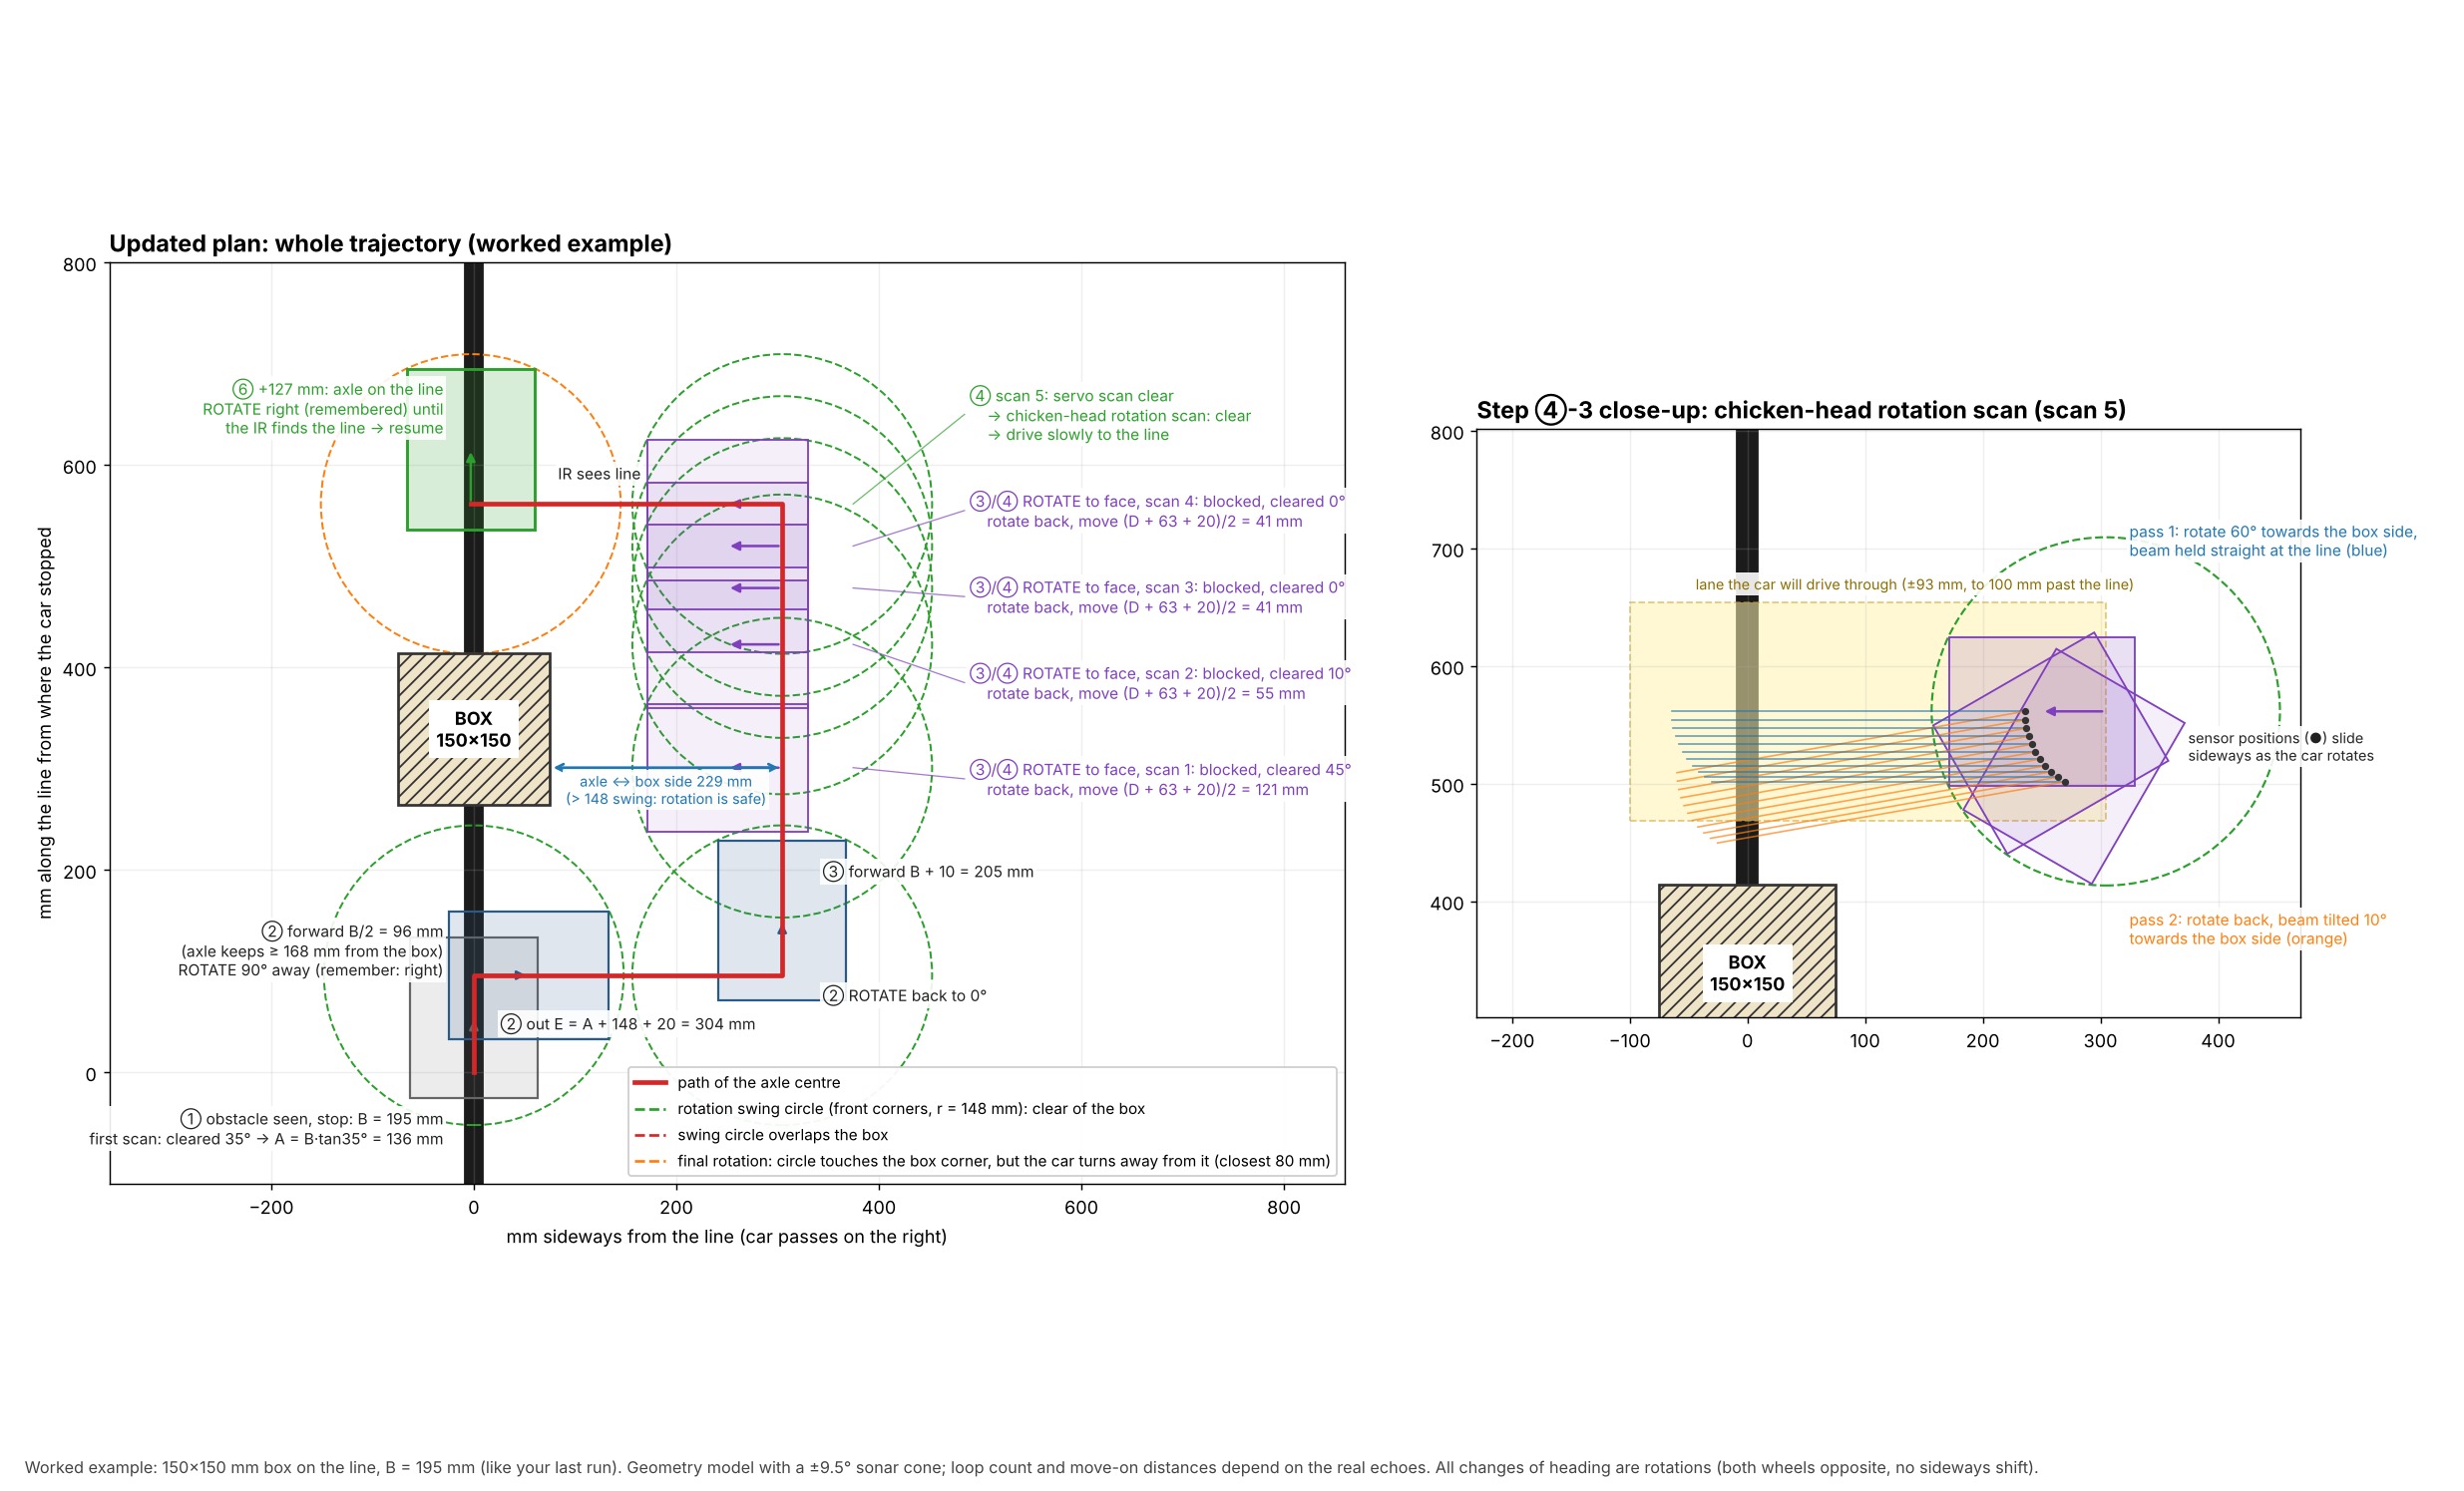 Updated plan: whole trajectory (worked example)
800
600
400
200
0
mm along the line from where the car stopped
−200
0
200
400
600
800
mm sideways from the line (car passes on the right)
⑥ +127 mm: axle on the line
ROTATE right (remembered) until
the IR finds the line → resume
IR sees line
④ scan 5: servo scan clear
→ chicken-head rotation scan: clear
→ drive slowly to the line
③/④ ROTATE to face, scan 4: blocked, cleared 0°
rotate back, move (D + 63 + 20)/2 = 41 mm
③/④ ROTATE to face, scan 3: blocked, cleared 0°
rotate back, move (D + 63 + 20)/2 = 41 mm
③/④ ROTATE to face, scan 2: blocked, cleared 10°
rotate back, move (D + 63 + 20)/2 = 55 mm
③/④ ROTATE to face, scan 1: blocked, cleared 45°
rotate back, move (D + 63 + 20)/2 = 121 mm
BOX
150×150
axle ↔ box side 229 mm
(> 148 swing: rotation is safe)
③ forward B + 10 = 205 mm
② forward B/2 = 96 mm
(axle keeps ≥ 168 mm from the box)
ROTATE 90° away (remember: right)
② ROTATE back to 0°
② out E = A + 148 + 20 = 304 mm
① obstacle seen, stop: B = 195 mm
first scan: cleared 35° → A = B·tan35° = 136 mm
path of the axle centre
rotation swing circle (front corners, r = 148 mm): clear of the box
swing circle overlaps the box
final rotation: circle touches the box corner, but the car turns away from it (closest 80 mm)
Step ④-3 close-up: chicken-head rotation scan (scan 5)
800
700
600
500
400
−200
−100
0
100
200
300
400
pass 1: rotate 60° towards the box side,
beam held straight at the line (blue)
lane the car will drive through (±93 mm, to 100 mm past the line)
sensor positions (●) slide
sideways as the car rotates
pass 2: rotate back, beam tilted 10°
towards the box side (orange)
BOX
150×150
Worked example: 150×150 mm box on the line, B = 195 mm (like your last run). Geometry model with a ±9.5° sonar cone; loop count and move-on distances depend on the real echoes. All changes of heading are rotations (both wheels opposite, no sideways shift).